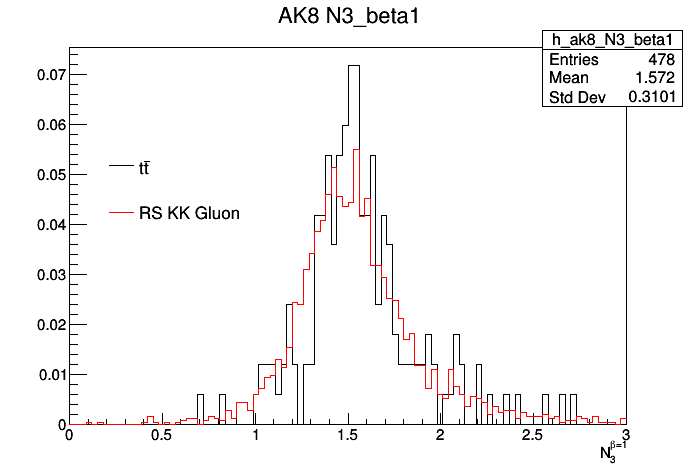 AK8 N3_beta1
h_ak8_N3_beta1
Entries 478
Mean 1.572
Std Dev 0.3101
0.07
0.06
0.05
0.04
0.03
0.02
0.01
0
tt̄
RS KK Gluon
0 0.5 1 1.5 2 2.5 3
N₃^β=1